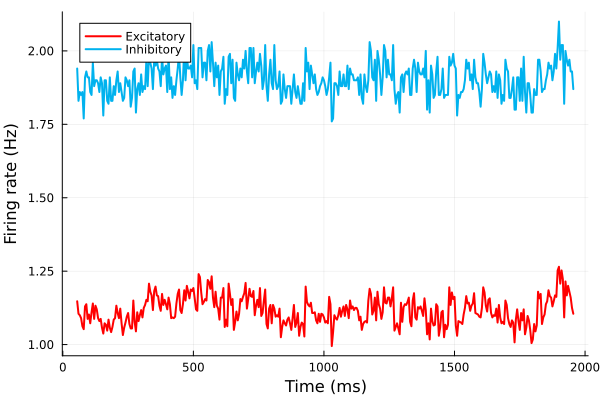 Excitatory
Inhibitory
2.00
1.75
1.50
1.25
1.00
Firing rate (Hz)
0 500 1000 1500 2000
Time (ms)